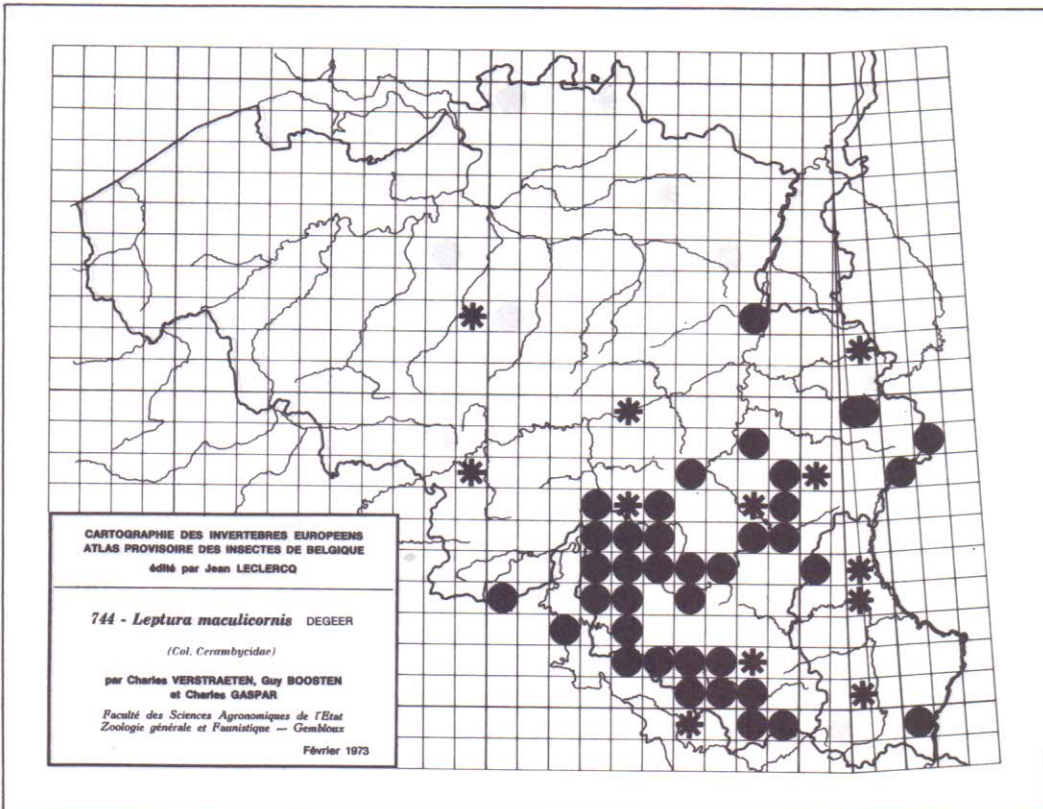 CARTOGRAPHIE DES INVERTEBRES EUROPEENS
ATLAS PROVISOIRE DES INSECTES DE BELGIQUE
édité par Jean LECLERCQ
744 - Leptura maculicornis DEGEER
(Col. Cerambycidae)
par Charles VERSTRAETEN, Guy BOOSTEN
et Charles GASPAR
Faculté des Sciences Agronomiques de l'Etat
Zoologie générale et Faunistique — Gembloux
Février 1973